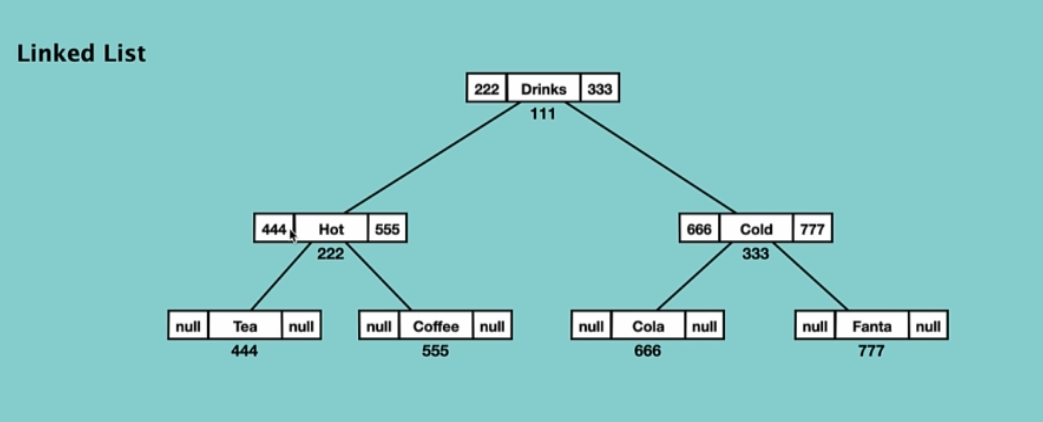 Linked List
222 Drinks 333
111
444 Hot 555
222
666 Cold 777
333
null Tea null
444
null Coffee null
555
null Cola null
666
null Fanta null
777